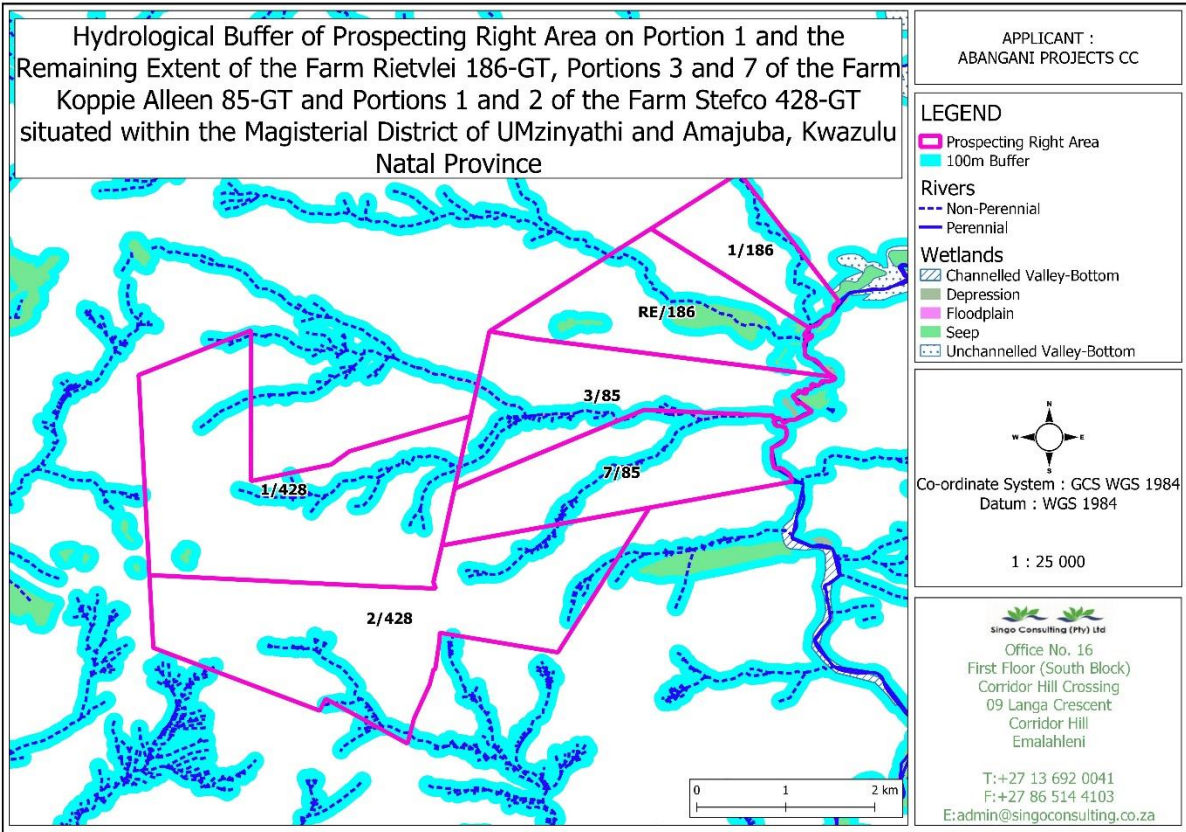 Hydrological Buffer of Prospecting Right Area on Portion 1 and the
Remaining Extent of the Farm Rietvlei 186-GT, Portions 3 and 7 of the Farm
Koppie Alleen 85-GT and Portions 1 and 2 of the Farm Stefco 428-GT
situated within the Magisterial District of UMzinyathi and Amajuba, Kwazulu
Natal Province
1/186
RE/186
3/85
7/85
1/428
2/428
0 1 2 km
APPLICANT :
ABANGANI PROJECTS CC
LEGEND
Prospecting Right Area
100m Buffer
Rivers
Non-Perennial
Perennial
Wetlands
Channelled Valley-Bottom
Depression
Floodplain
Seep
Unchannelled Valley-Bottom
N
W E
S
Co-ordinate System : GCS WGS 1984
Datum : WGS 1984
1 : 25 000
Singo Consulting (Pty) Ltd
Office No. 16
First Floor (South Block)
Corridor Hill Crossing
09 Langa Crescent
Corridor Hill
Emalahleni
T:+27 13 692 0041
F:+27 86 514 4103
E:admin@singoconsulting.co.za